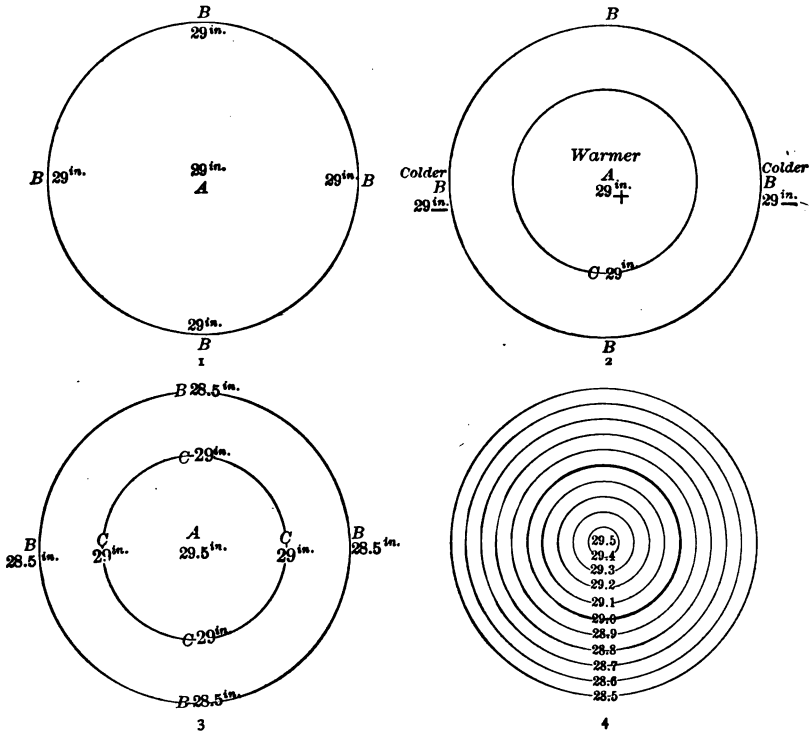 B
29in.
B 29in.
29in.
A
29in. B
29in.
B
1
B
Warmer
A
29in.
+
Colder
B
29in.
Colder
B
29in.
C 29in.
B
2
B 28.5in.
C 29in.
B
28.5in.
C
29in.
A
29.5in.
C
29in.
B
28.5in.
C 29in.
B 28.5in.
3
29.5
29.4
29.3
29.2
29.1
29.0
28.9
28.8
28.7
28.6
28.5
4